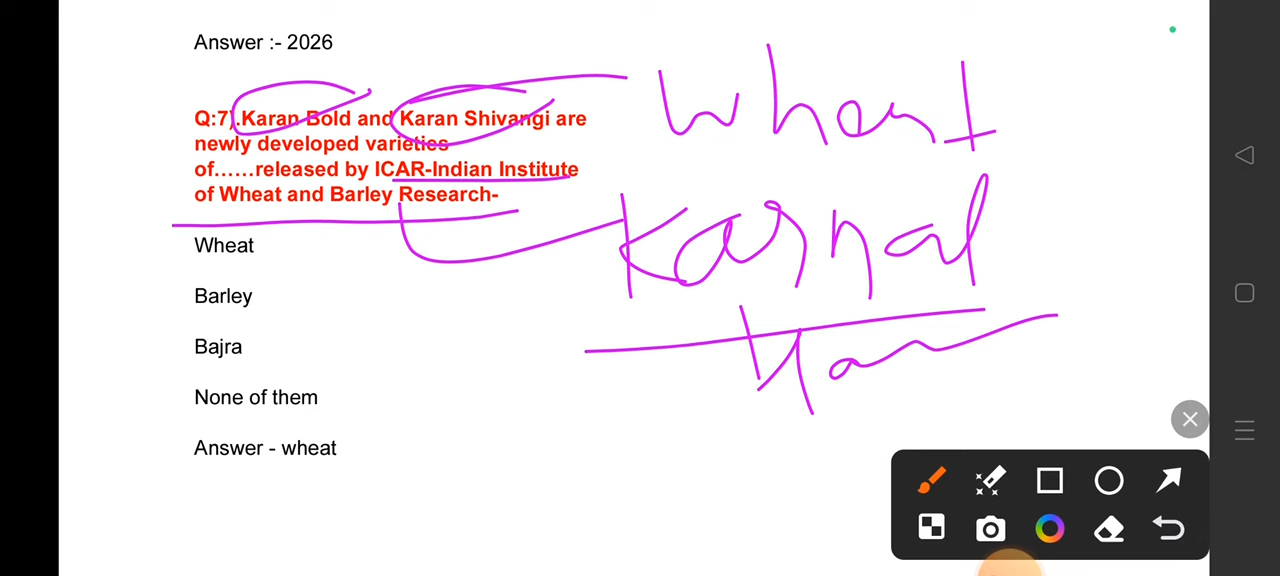 Answer :- 2026
Q:7).Karan Bold and Karan Shivangi are
newly developed varieties
of......released by ICAR-Indian Institute
of Wheat and Barley Research-
Wheat
Barley
Bajra
None of them
Answer - wheat
Wheat
Karnal